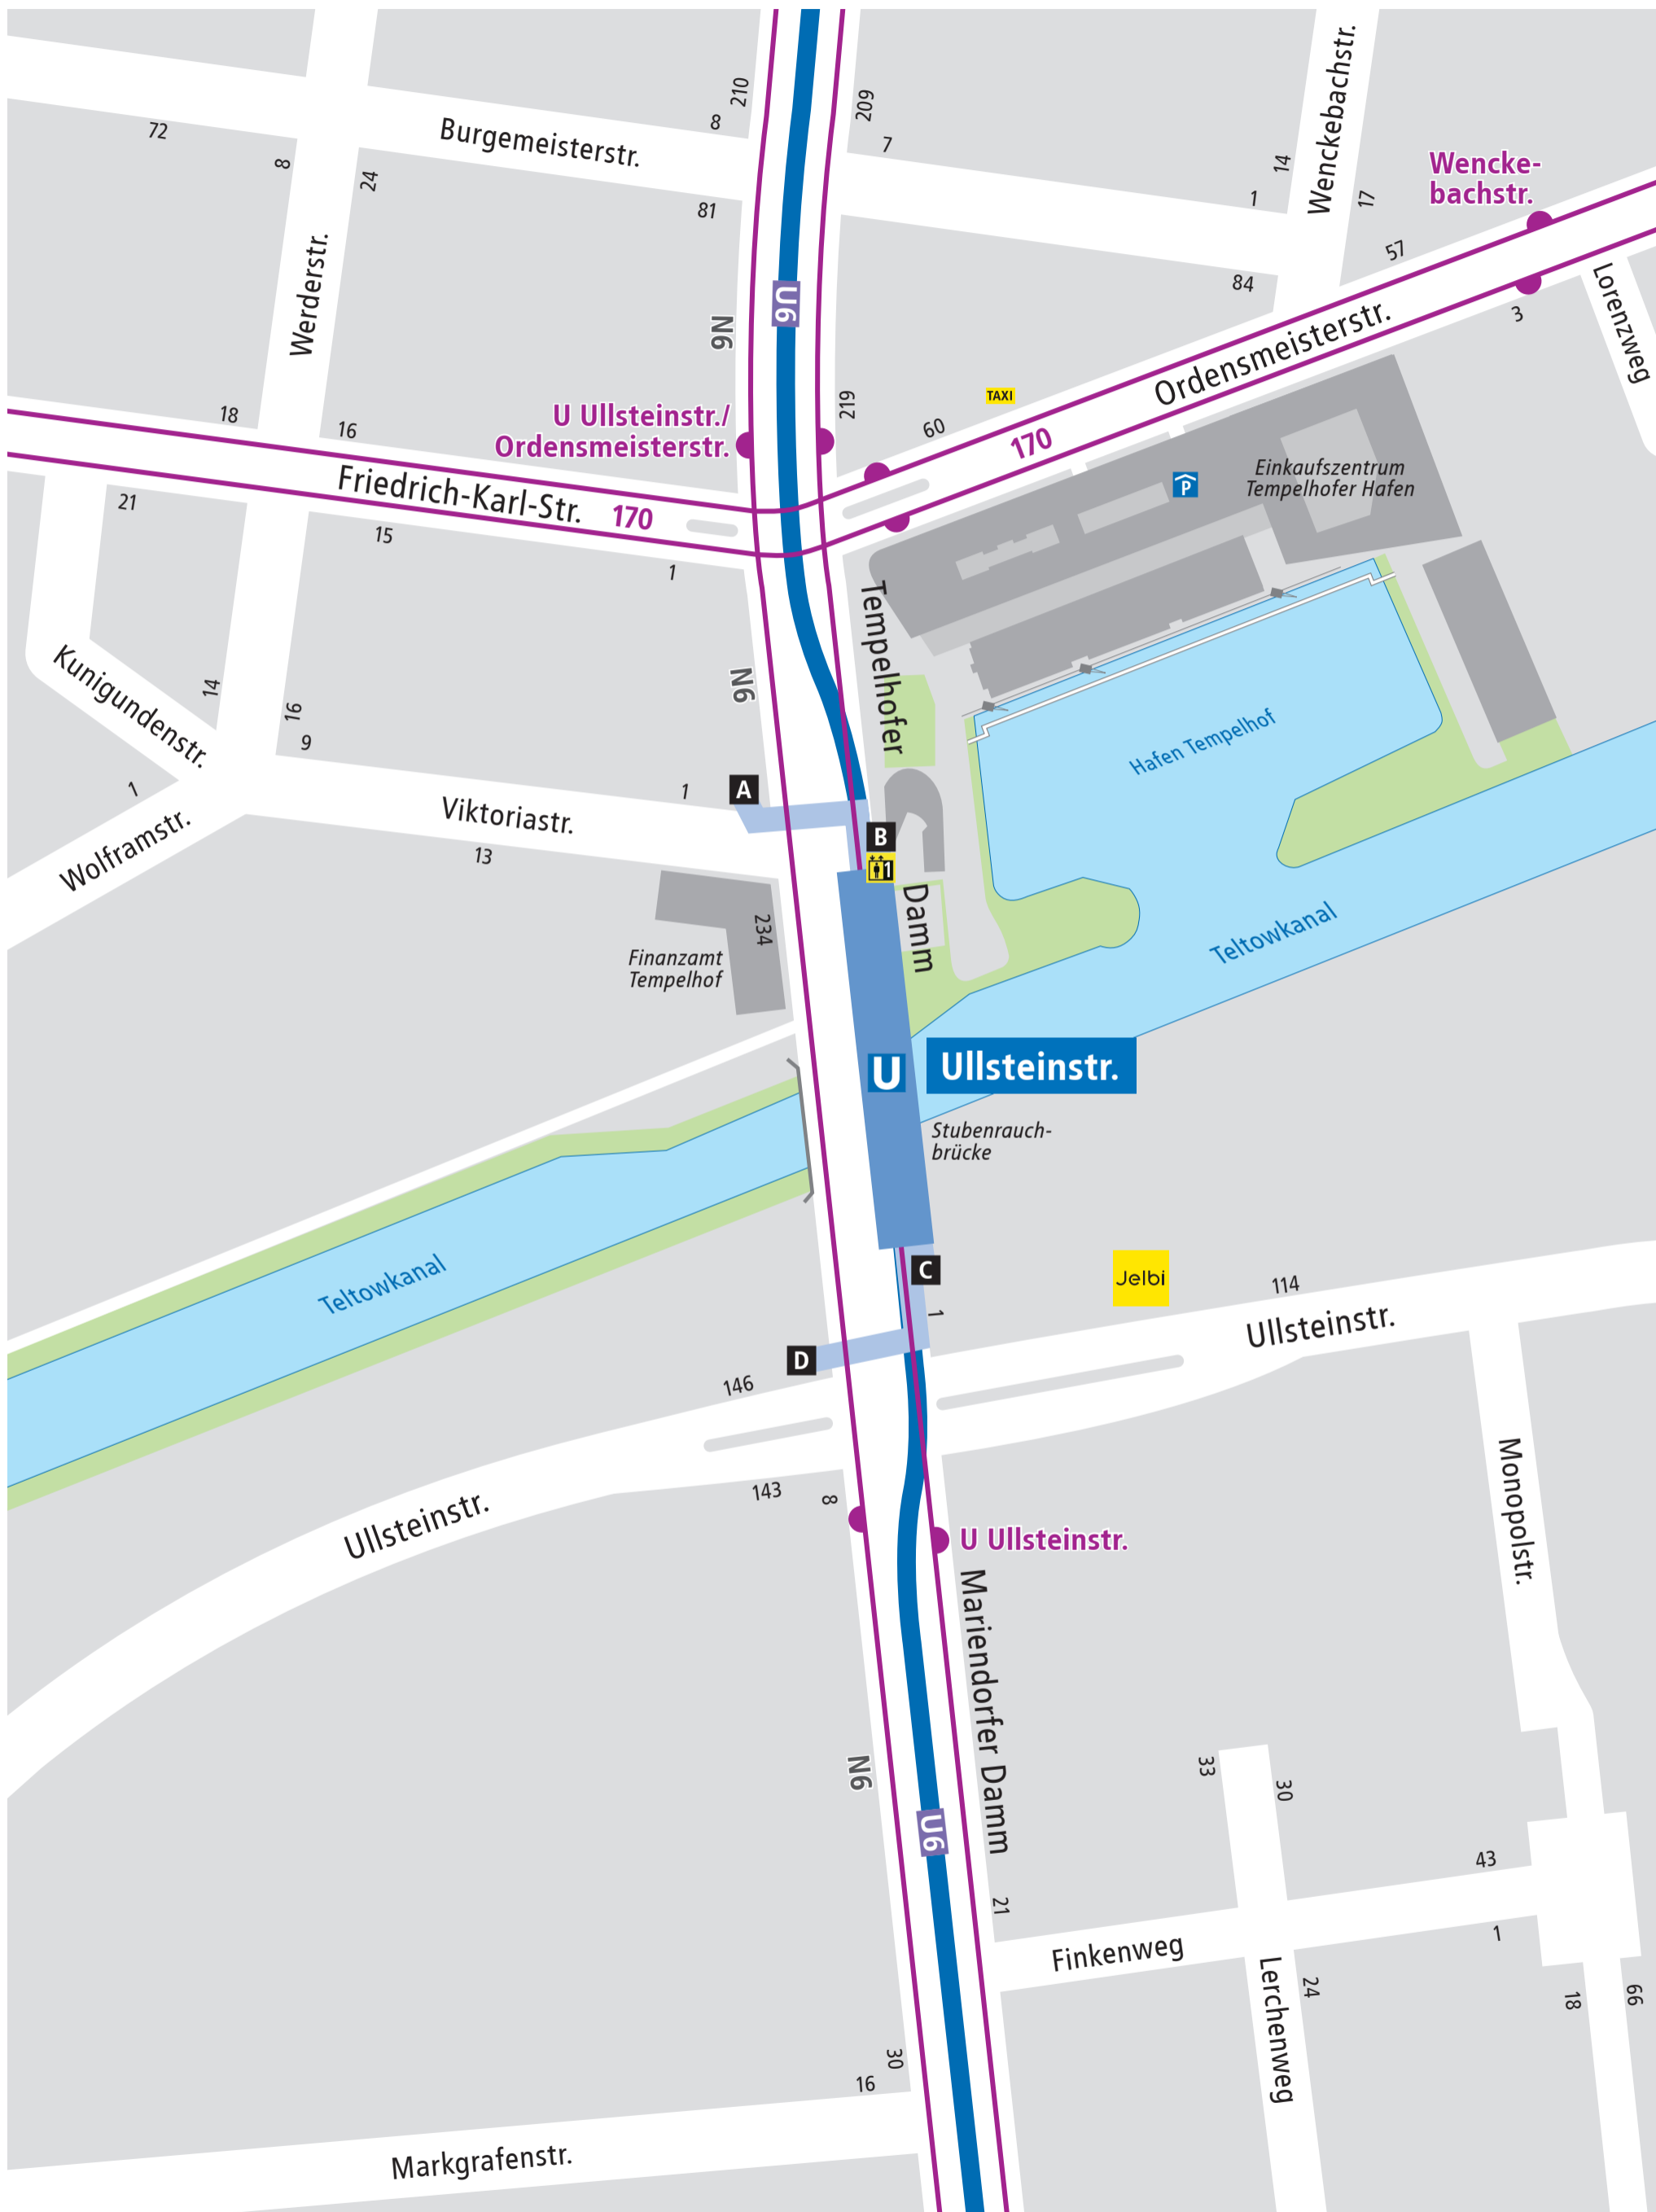 210
209
Wenckebachstr.
72
8
Burgemeisterstr.
8
7
24
14
Wencke-
bachstr.
1
17
81
57
84
Werderstr.
U6
N6
Lorenzweg
3
Ordensmeisterstr.
TAXI
219
18
16
U Ullsteinstr./
Ordensmeisterstr.
60
170
Friedrich-Karl-Str.
170
P
Einkaufszentrum
Tempelhofer Hafen
21
15
1
Tempelhofer
Damm
Kunigundenstr.
14
16
N6
9
Hafen Tempelhof
1
1
A
Wolframstr.
Viktoriastr.
13
B
1
234
Finanzamt
Tempelhof
Teltowkanal
U
Ullsteinstr.
Stubenrauch-
brücke
Teltowkanal
C
Jelbi
1
114
Ullsteinstr.
D
146
143
8
Ullsteinstr.
U Ullsteinstr.
Monopolstr.
Mariendorfer Damm
N6
33
30
U6
43
21
1
Finkenweg
Lerchenweg
24
18
66
30
16
Markgrafenstr.